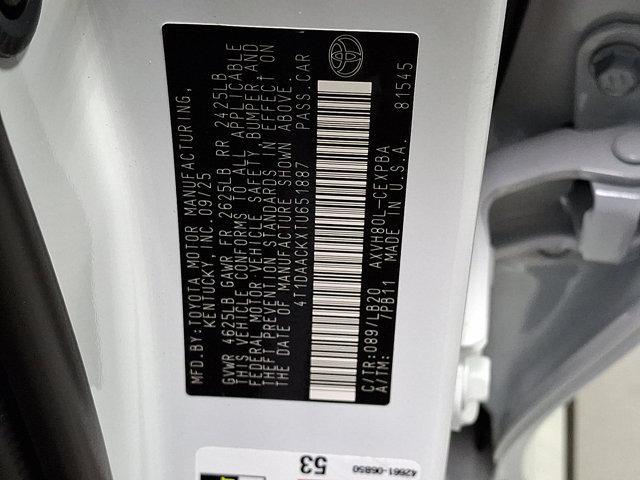 MFD.BY:TOYOTA MOTOR MANUFACTURING,
KENTUCKY, INC. 09/25
GVWR 4625LB GAWR FR 2625LB RR 2425LB
THIS VEHICLE CONFORMS TO ALL APPLICABLE
FEDERAL MOTOR VEHICLE SAFETY, BUMPER AND
THEFT PREVENTION STANDARDS IN EFFECT ON
THE DATE OF MANUFACTURE SHOWN ABOVE.
4T1DAACKXTU651887 PASS.CAR
C/TR:089/LB20 AXVH80L-CEXPBA
A/TM: 7PB11 MADE IN U.S.A. 81545
53
42661-06B50